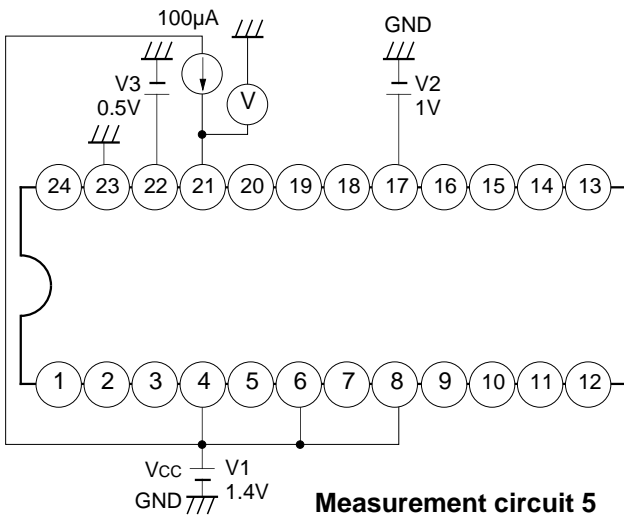 100µA
GND
V3
0.5V
V
V2
1V
24 23 22 21 20 19 18 17 16 15 14 13
1 2 3 4 5 6 7 8 9 10 11 12
VCC V1
GND 1.4V
Measurement circuit 5